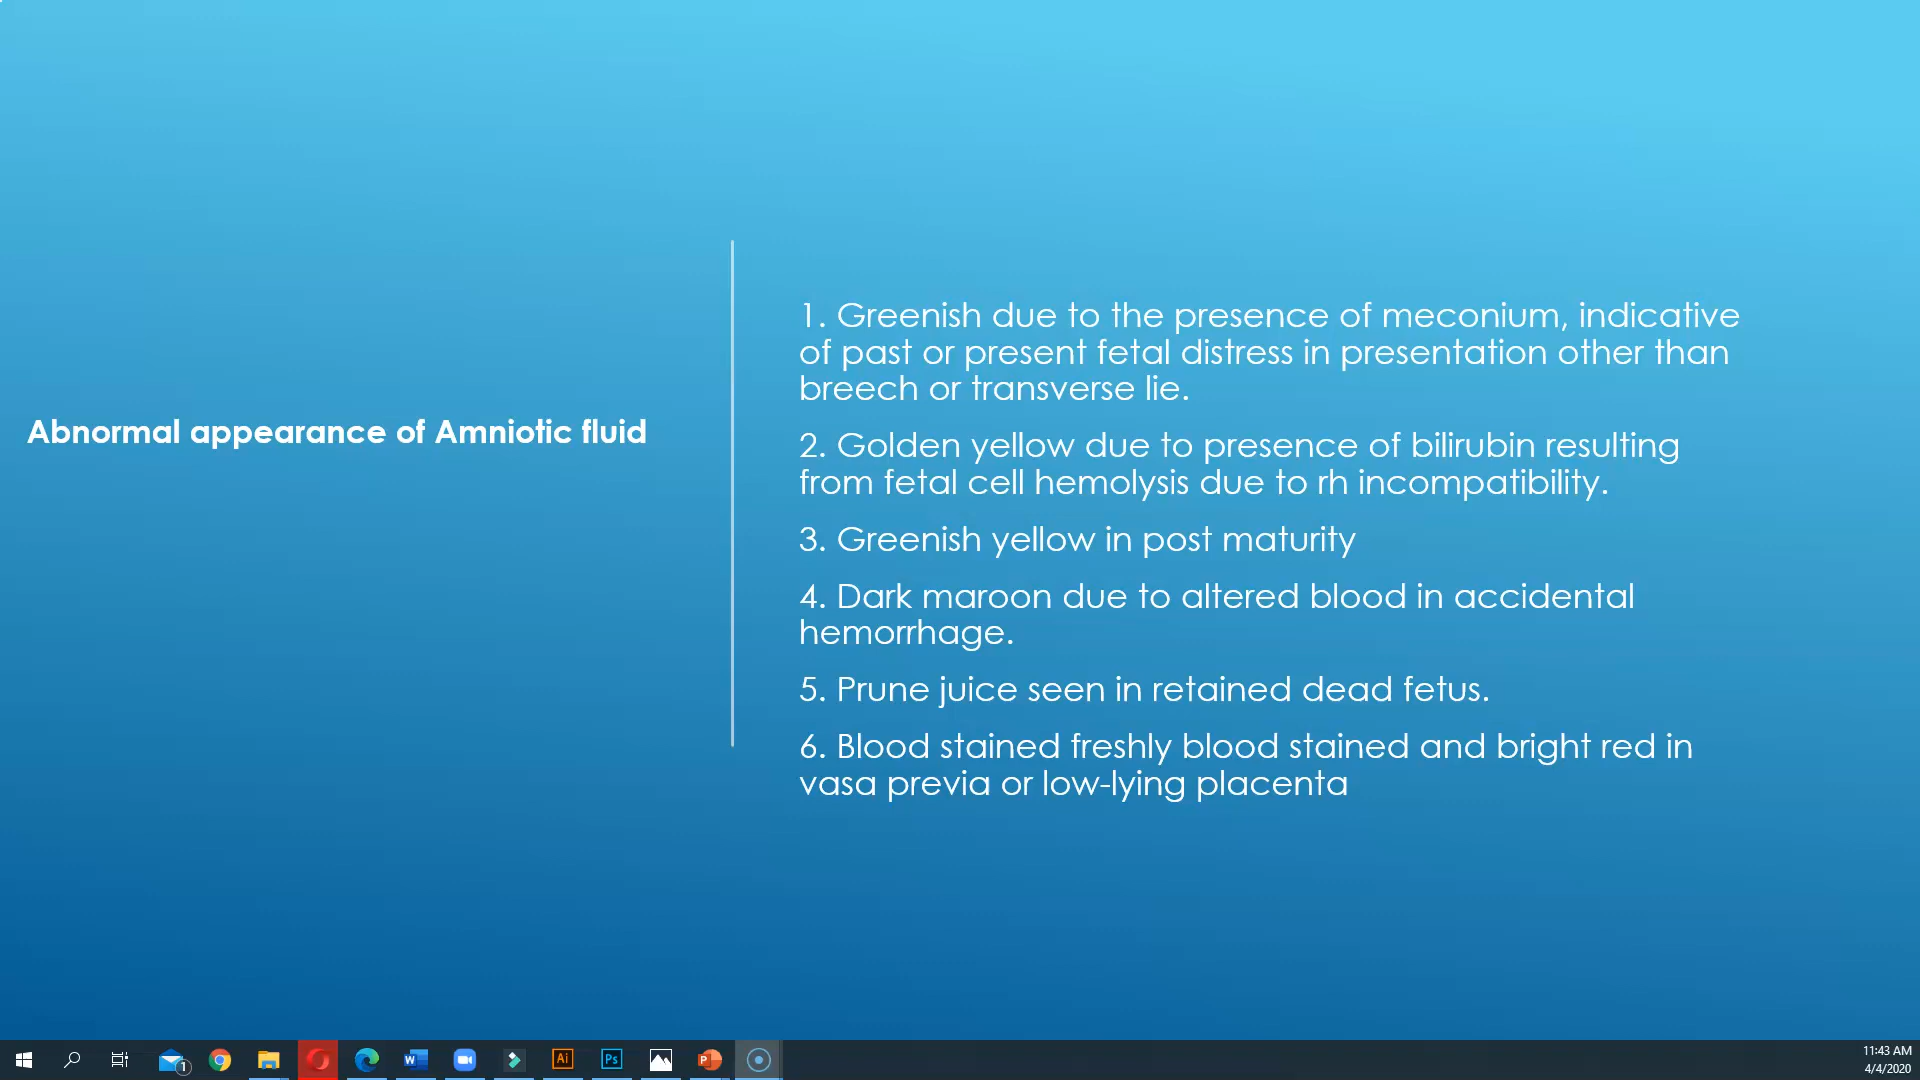 Abnormal appearance of Amniotic fluid
1. Greenish due to the presence of meconium, indicative
of past or present fetal distress in presentation other than
breech or transverse lie.
2. Golden yellow due to presence of bilirubin resulting
from fetal cell hemolysis due to rh incompatibility.
3. Greenish yellow in post maturity
4. Dark maroon due to altered blood in accidental
hemorrhage.
5. Prune juice seen in retained dead fetus.
6. Blood stained freshly blood stained and bright red in
vasa previa or low-lying placenta
1
W
Ai
Ps
P
11:43 AM
4/4/2020